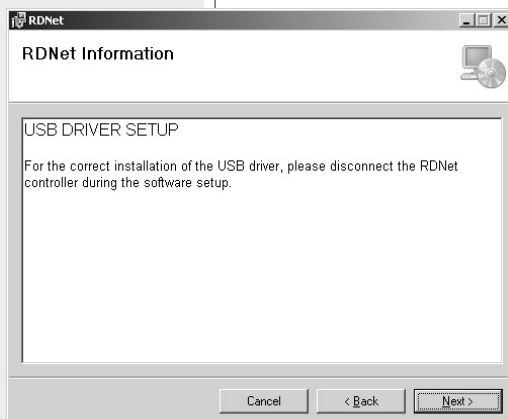 RDNet
RDNet Information
USB DRIVER SETUP
For the correct installation of the USB driver, please disconnect the RDNet
controller during the software setup.
Cancel
< Back
Next >